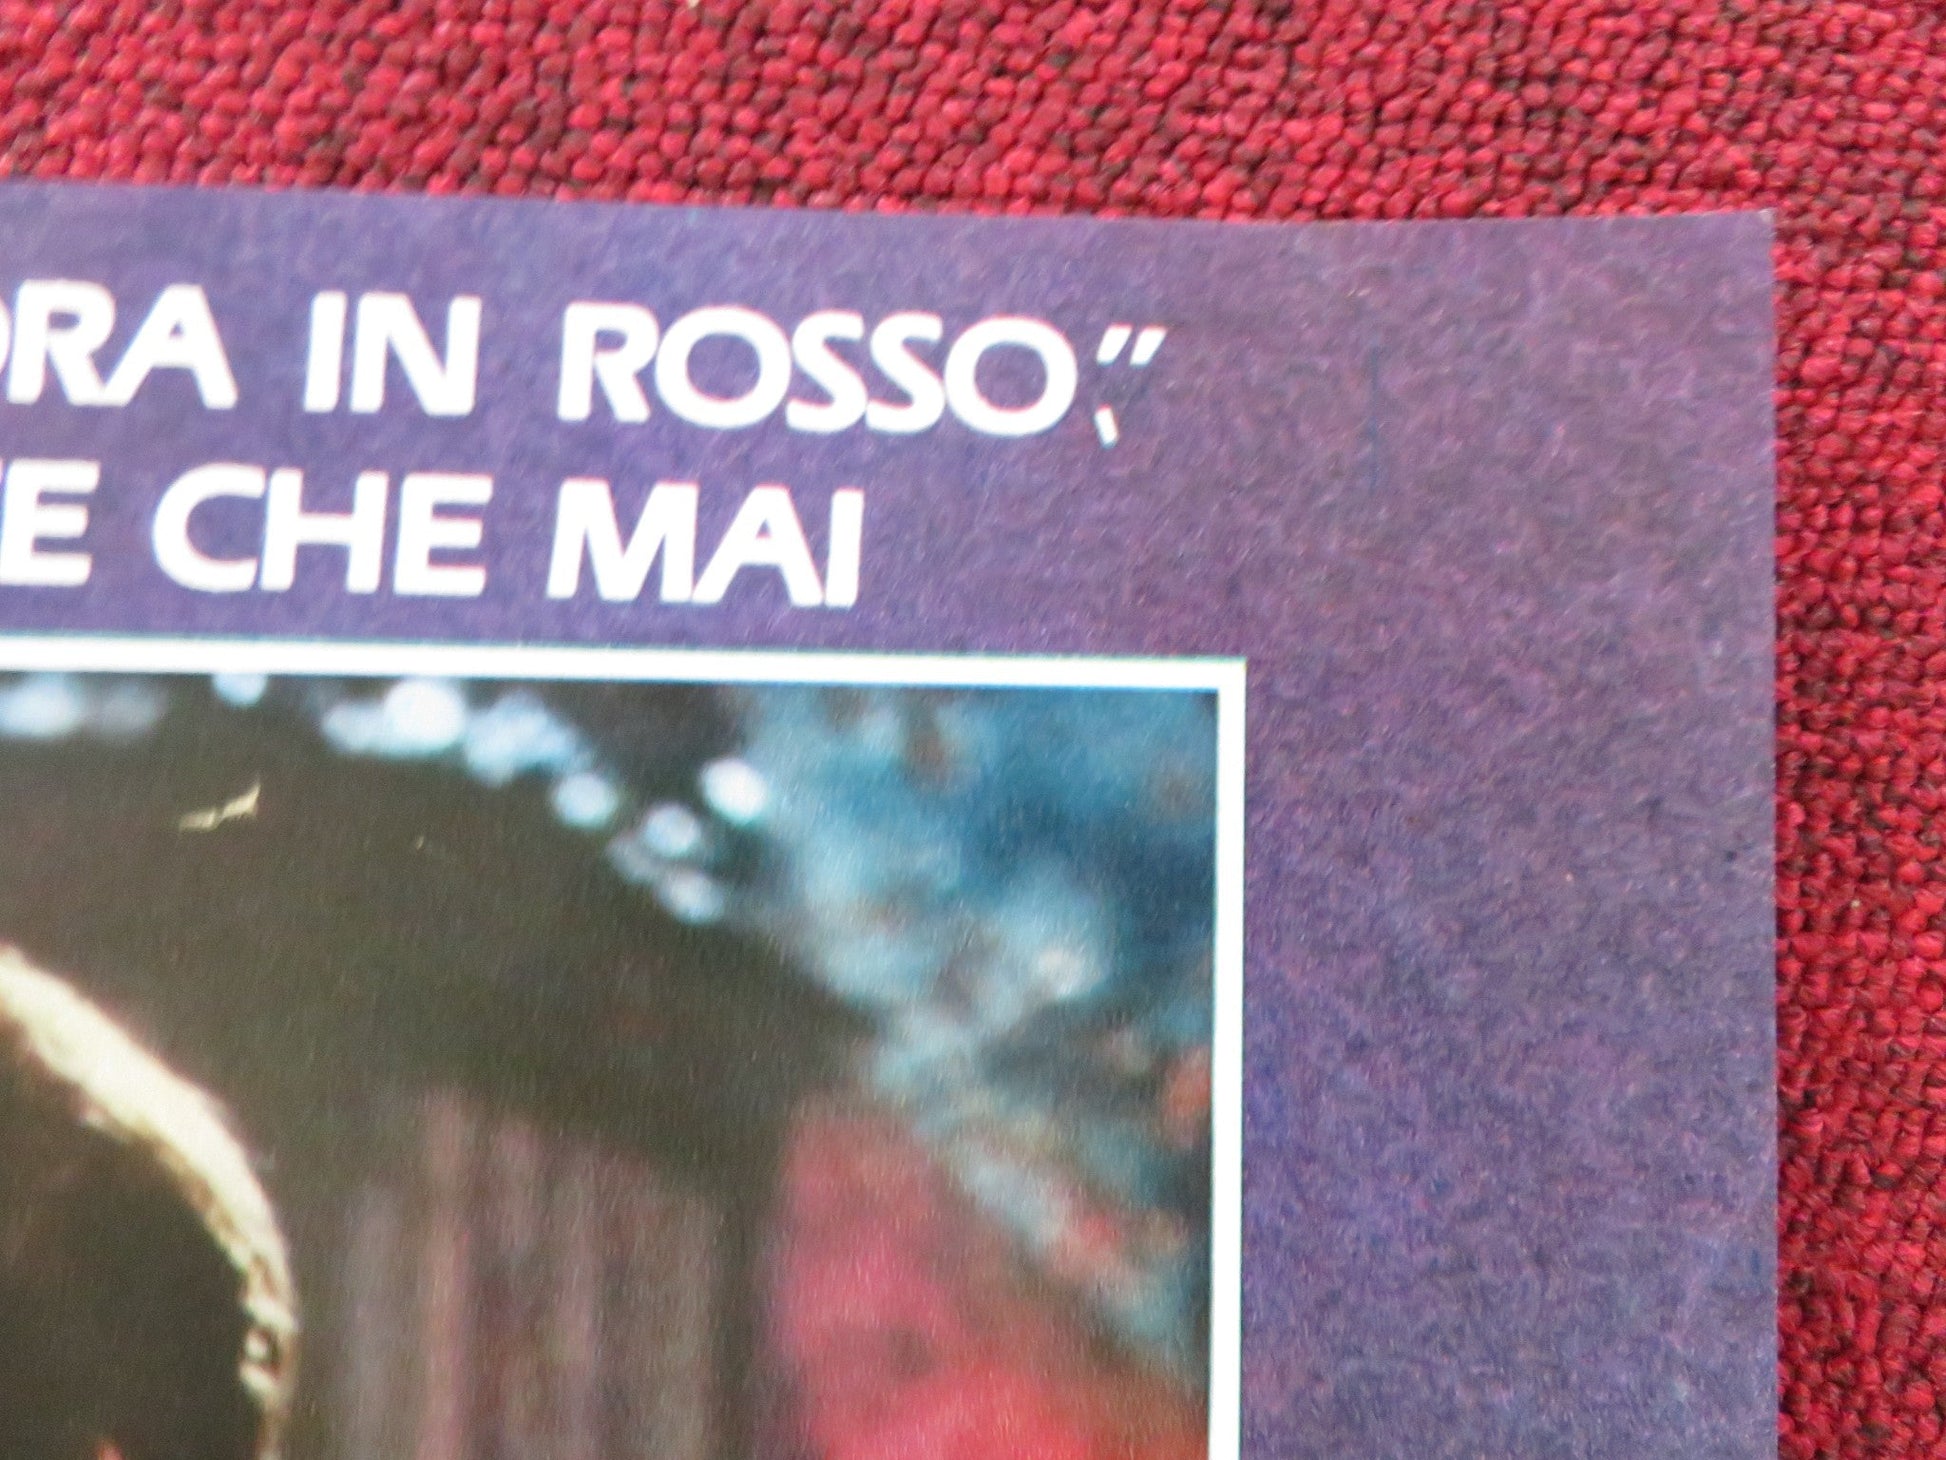 ORA IN ROSSO,"
E CHE MAI